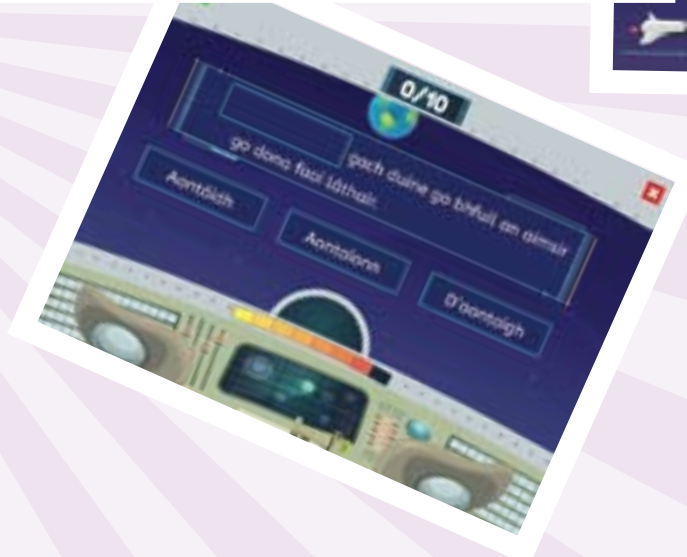 0/10
gach duine go bhfuil an aimsir
go dona faoi láthair.
Aontóidh
Aontaíonn
D'aontaigh